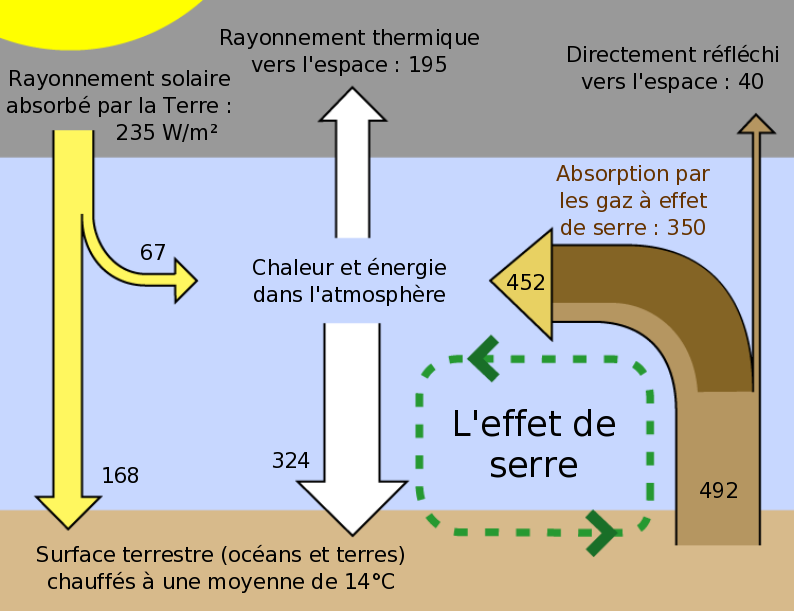 Rayonnement solaire
absorbé par la Terre :
235 W/m²
Rayonnement thermique
vers l'espace : 195
Directement réfléchi
vers l'espace : 40
Absorption par
les gaz à effet
de serre : 350
67
Chaleur et énergie
dans l'atmosphère
452
L'effet de
serre
324
168
492
Surface terrestre (océans et terres)
chauffés à une moyenne de 14°C